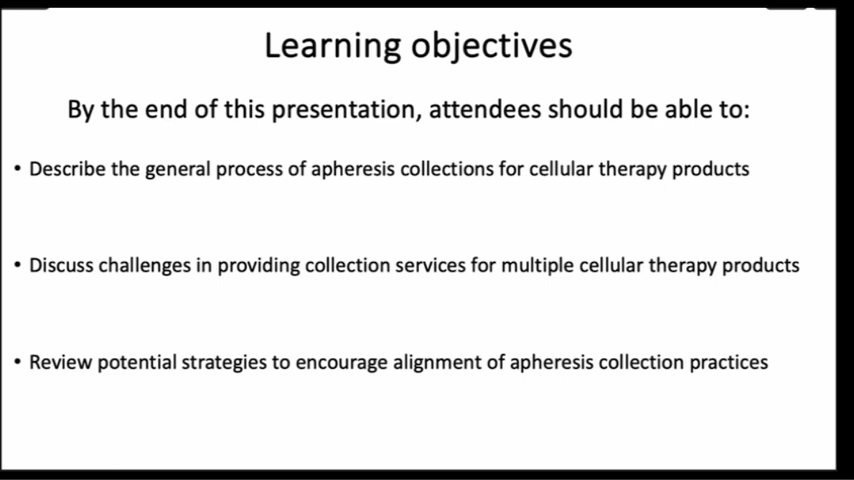 Learning objectives
By the end of this presentation, attendees should be able to:
• Describe the general process of apheresis collections for cellular therapy products
• Discuss challenges in providing collection services for multiple cellular therapy products
• Review potential strategies to encourage alignment of apheresis collection practices